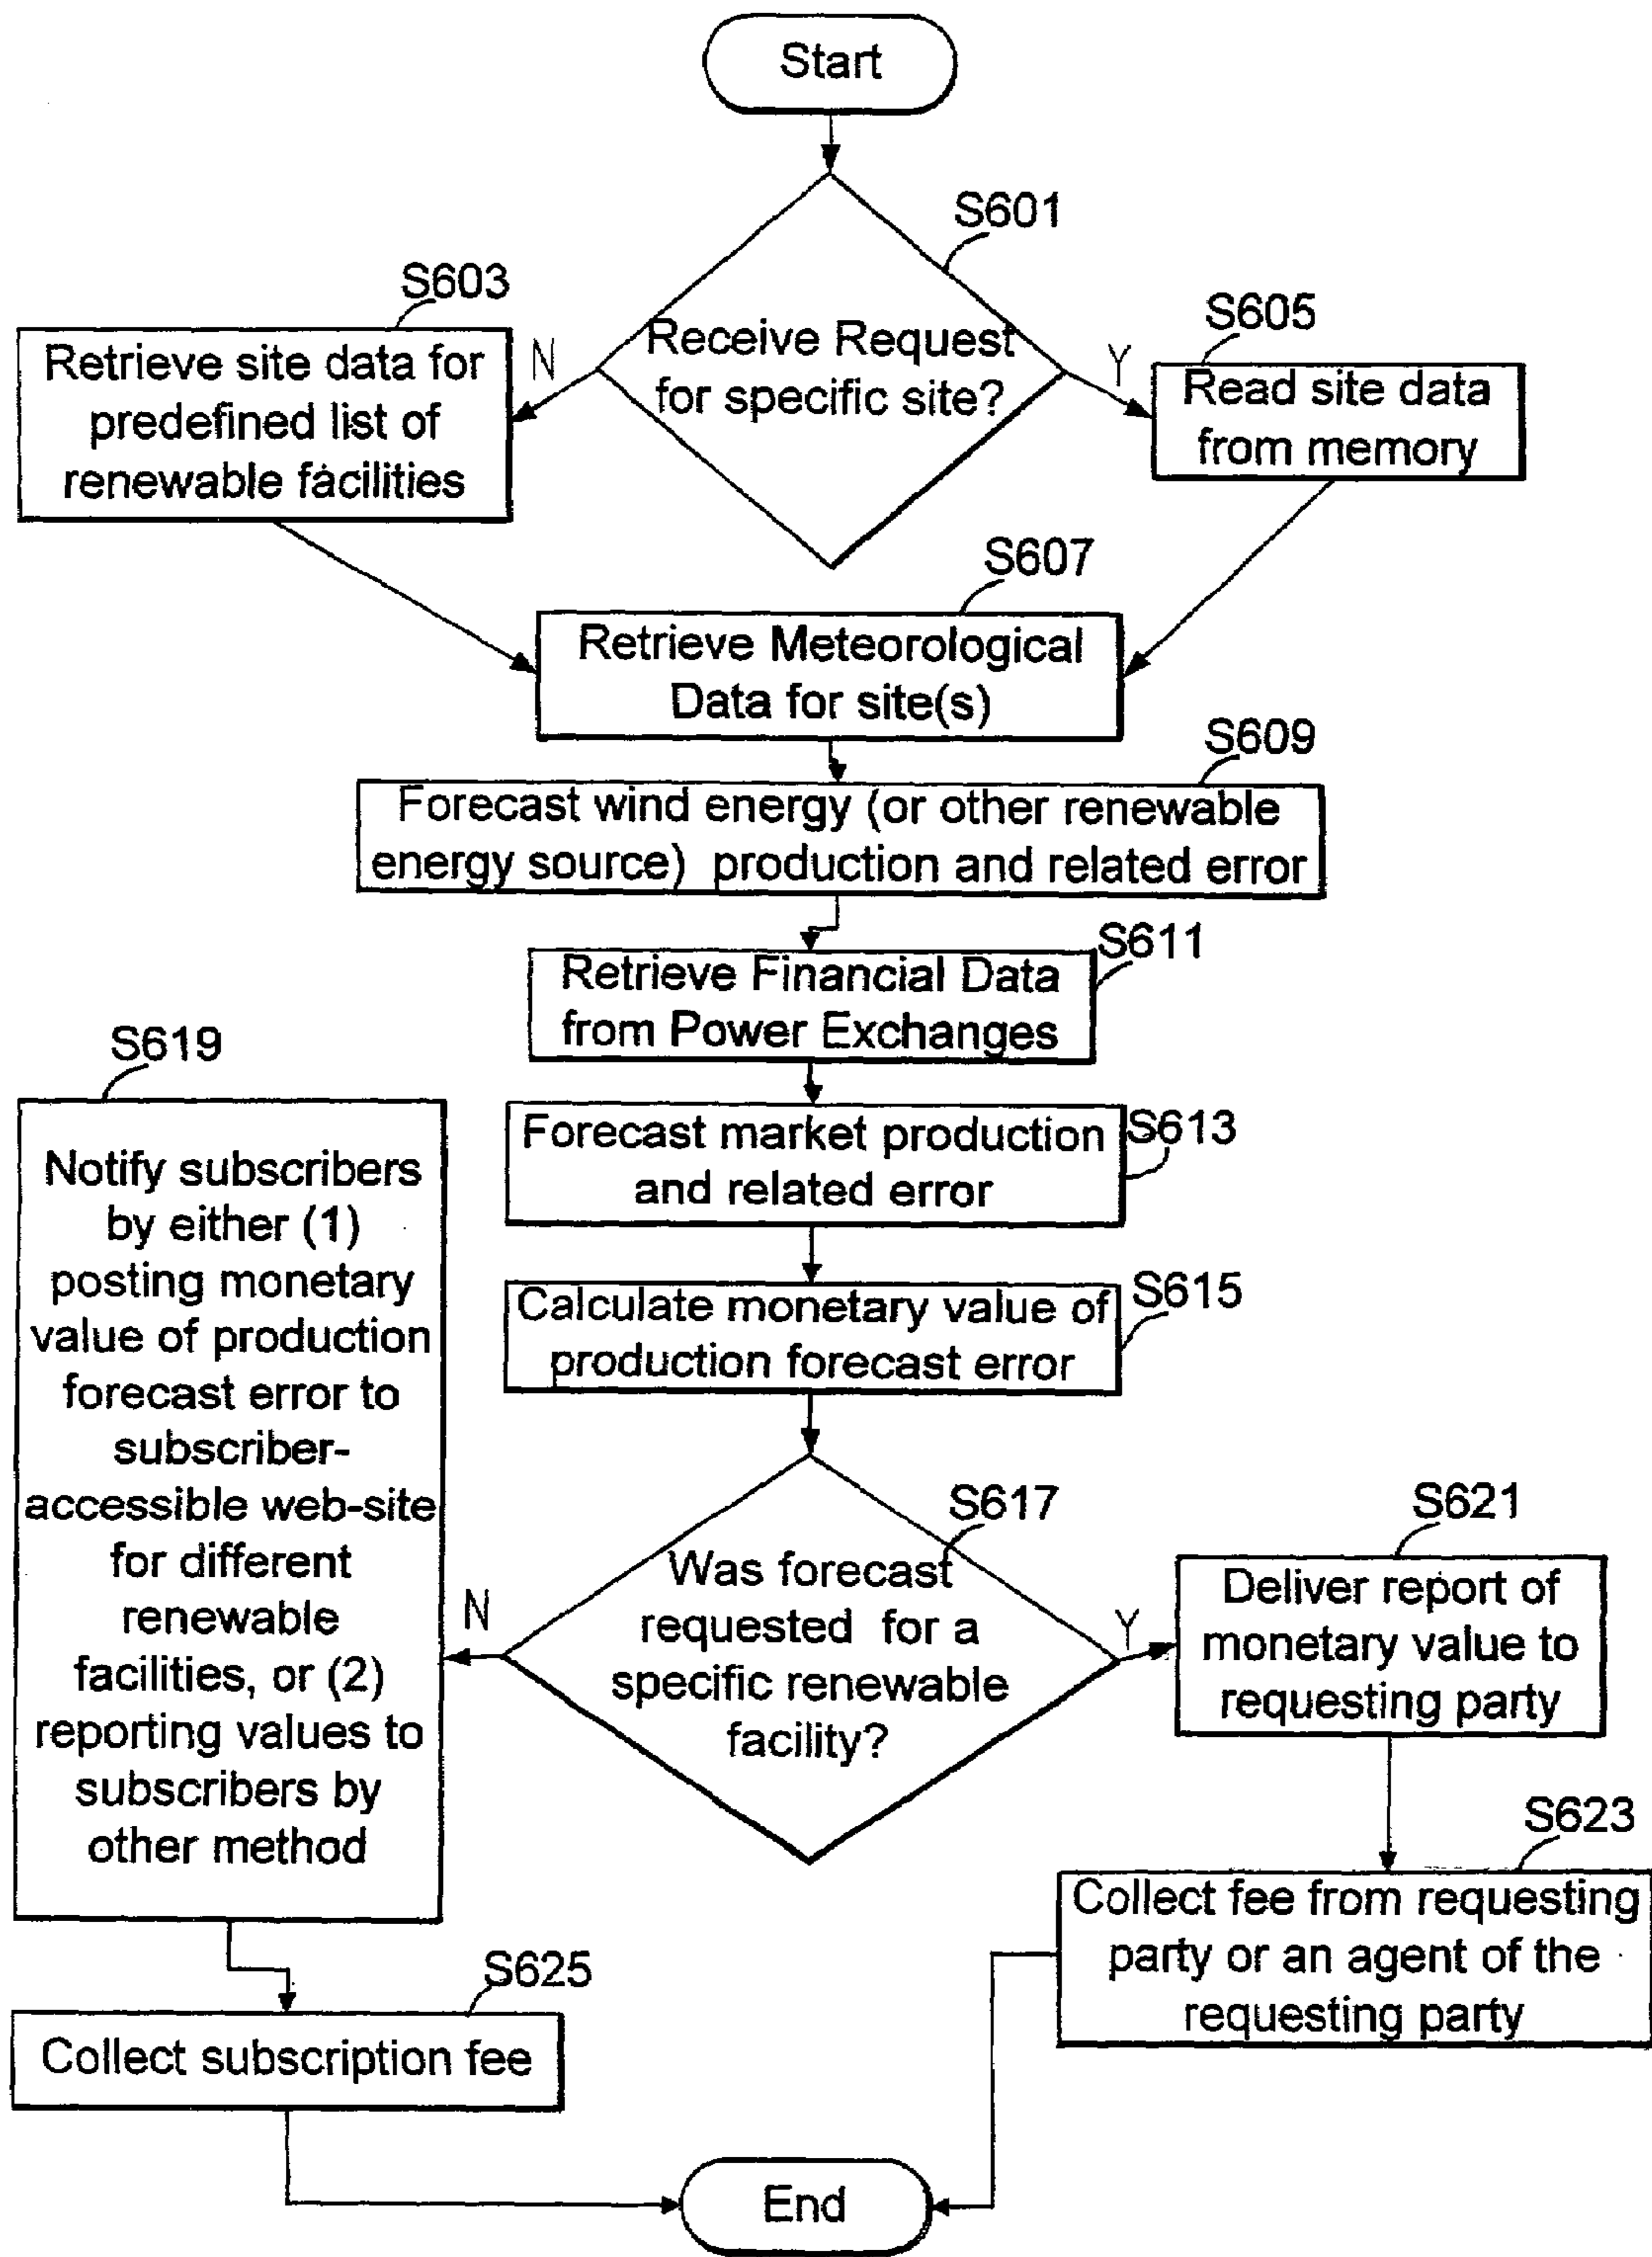 Start
S601
Receive Request
for specific site?
N
Y
S603
Retrieve site data for
predefined list of
renewable facilities
S605
Read site data
from memory
S607
Retrieve Meteorological
Data for site(s)
S609
Forecast wind energy (or other renewable
energy source) production and related error
S611
Retrieve Financial Data
from Power Exchanges
S613
Forecast market production
and related error
S615
Calculate monetary value of
production forecast error
S617
Was forecast
requested for a
specific renewable
facility?
N
Y
S619
Notify subscribers
by either (1)
posting monetary
value of production
forecast error to
subscriber-
accessible web-site
for different
renewable
facilities, or (2)
reporting values to
subscribers by
other method
S621
Deliver report of
monetary value to
requesting party
S623
Collect fee from requesting
party or an agent of the
requesting party
S625
Collect subscription fee
End